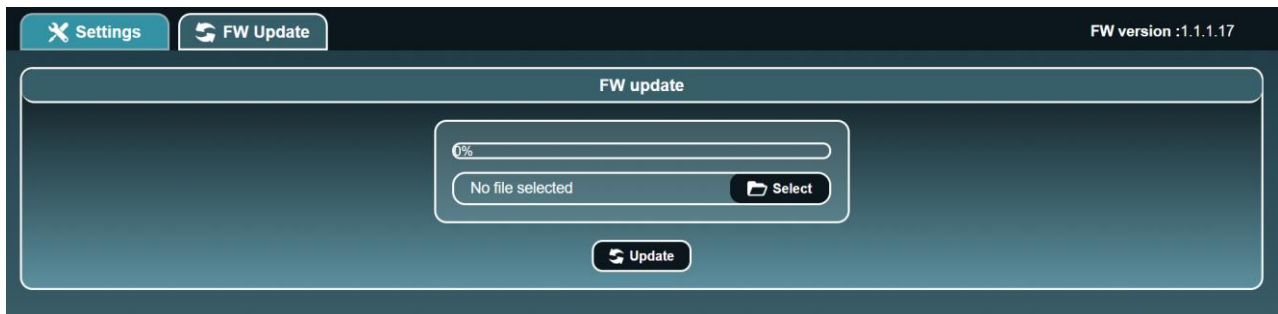 Settings FW Update FW version :1.1.1.17
FW update
0%
No file selected Select
Update